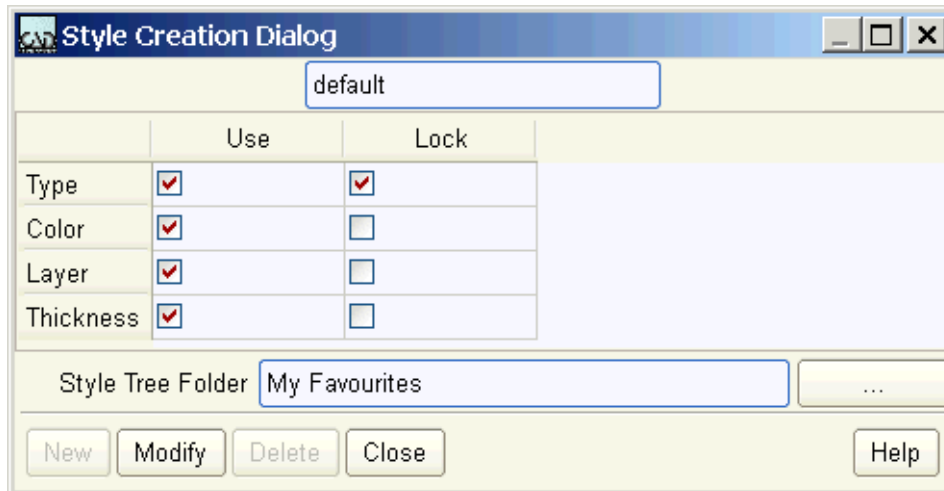 CAD Style Creation Dialog
default
Use Lock
Type
Color
Layer
Thickness
Style Tree Folder My Favourites ...
New Modify Delete Close Help